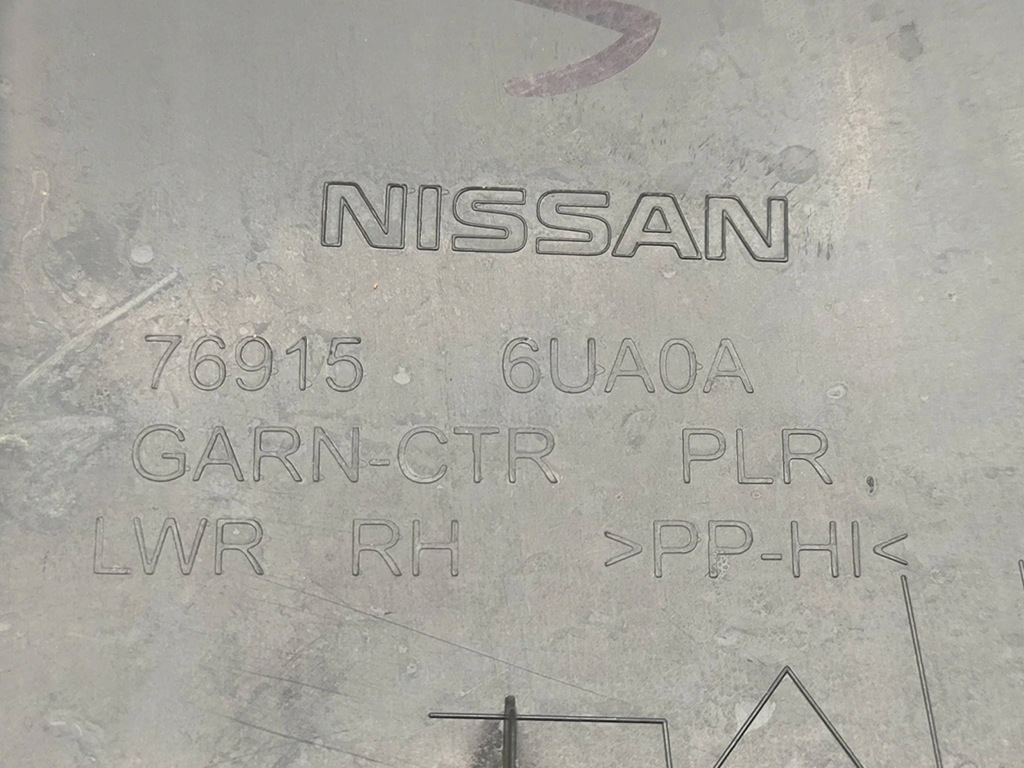 NISSAN
76915 6UA0A
GARN-CTR PLR
LWR RH >PP-HI<